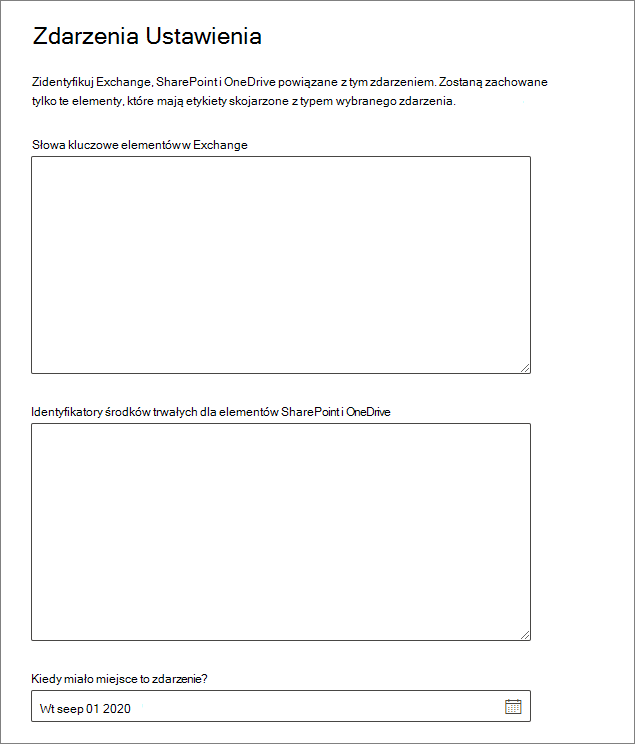 Zdarzenia Ustawienia
Zidentyfikuj Exchange, SharePoint i OneDrive powiązane z tym zdarzeniem. Zostaną zachowane
tylko te elementy, które mają etykiety skojarzone z typem wybranego zdarzenia.
Słowa kluczowe elementów w Exchange
Identyfikatory środków trwałych dla elementów SharePoint i OneDrive
Kiedy miało miejsce to zdarzenie?
Wt seep 01 2020